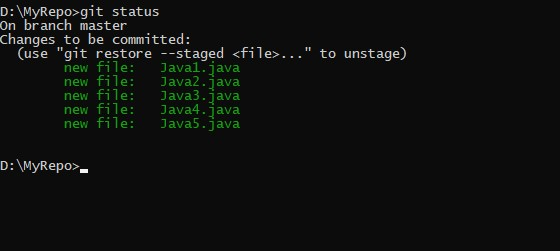 D:\MyRepo>git status
On branch master
Changes to be committed:
  (use "git restore --staged <file>..." to unstage)
        new file:   Java1.java
        new file:   Java2.java
        new file:   Java3.java
        new file:   Java4.java
        new file:   Java5.java
D:\MyRepo>